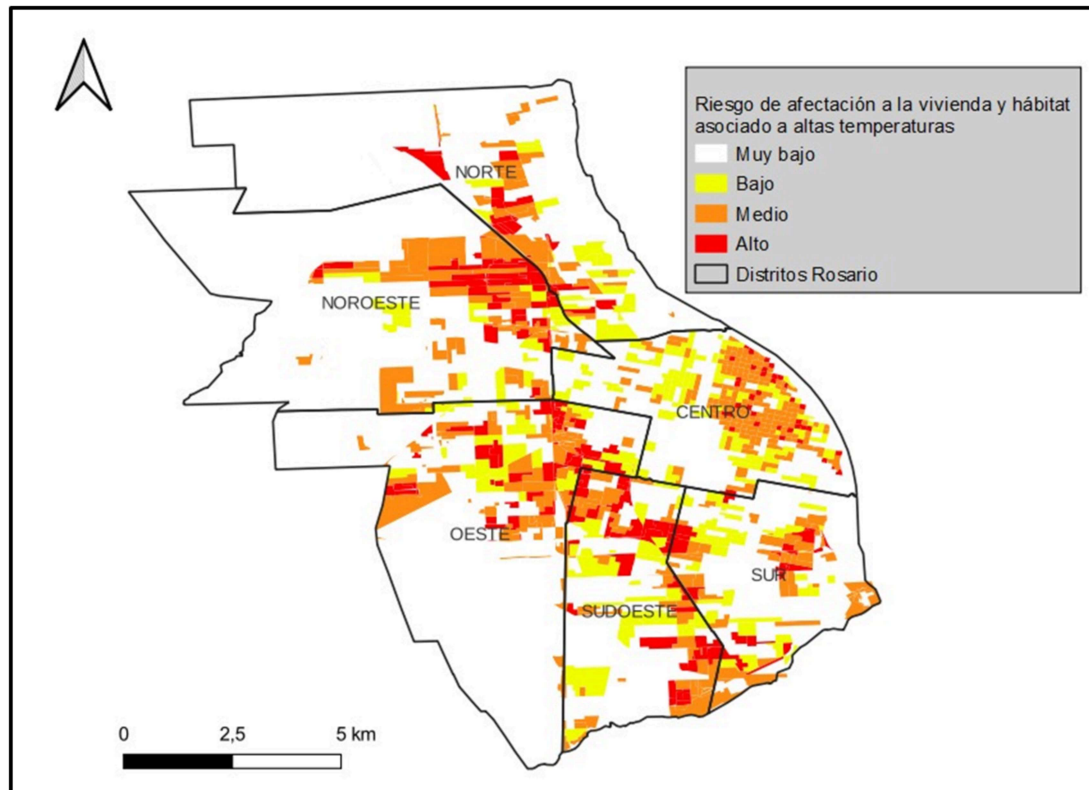 Riesgo de afectación a la vivienda y hábitat
asociado a altas temperaturas
Muy bajo
Bajo
Medio
Alto
Distritos Rosario
NORTE
NOROESTE
CENTRO
OESTE
SUR
SUDOESTE
0 2,5 5 km